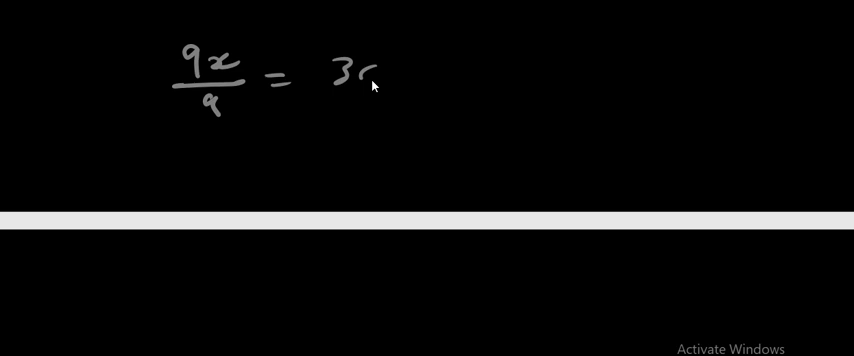 9x
— =
9
3
Activate Windows